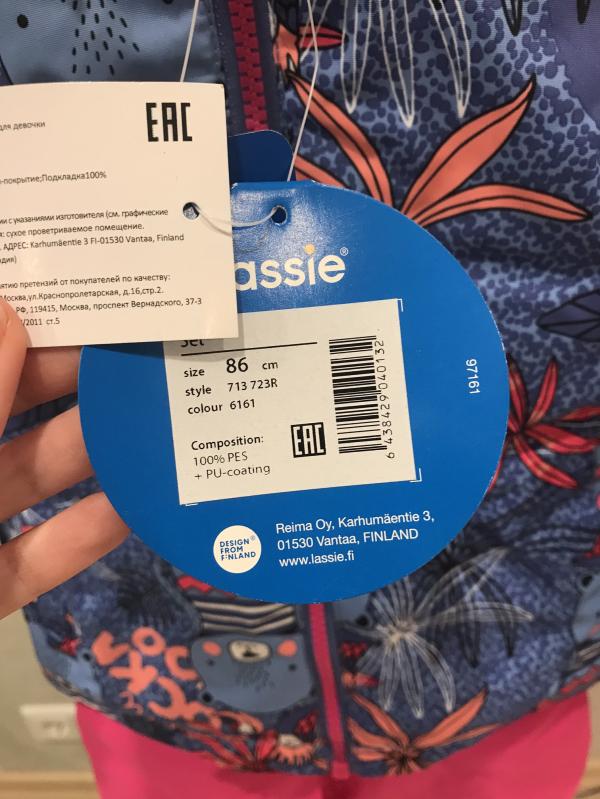 для девочки
EAC
-покрытие;Подкладка100%
ии с указаниями изготовителя (см. графические
я: сухое проветриваемое помещение.
АДРЕС: Karhumäentie 3 FI-01530 Vantaa, Finland
дия)
ятию претензий от покупателей по качеству:
Москва,ул.Краснопролетарская, д.16,стр.2.
РФ, 119415, Москва, проспект Вернадского, 37-3
/2011 ст.5
lassie®
Set
size 86 cm
style 713 723R
colour 6161
Composition:
100% PES
+ PU-coating
EAC
6 438429 040132
97161
DESIGN
FROM
FINLAND
Reima Oy, Karhumäentie 3,
01530 Vantaa, FINLAND
www.lassie.fi